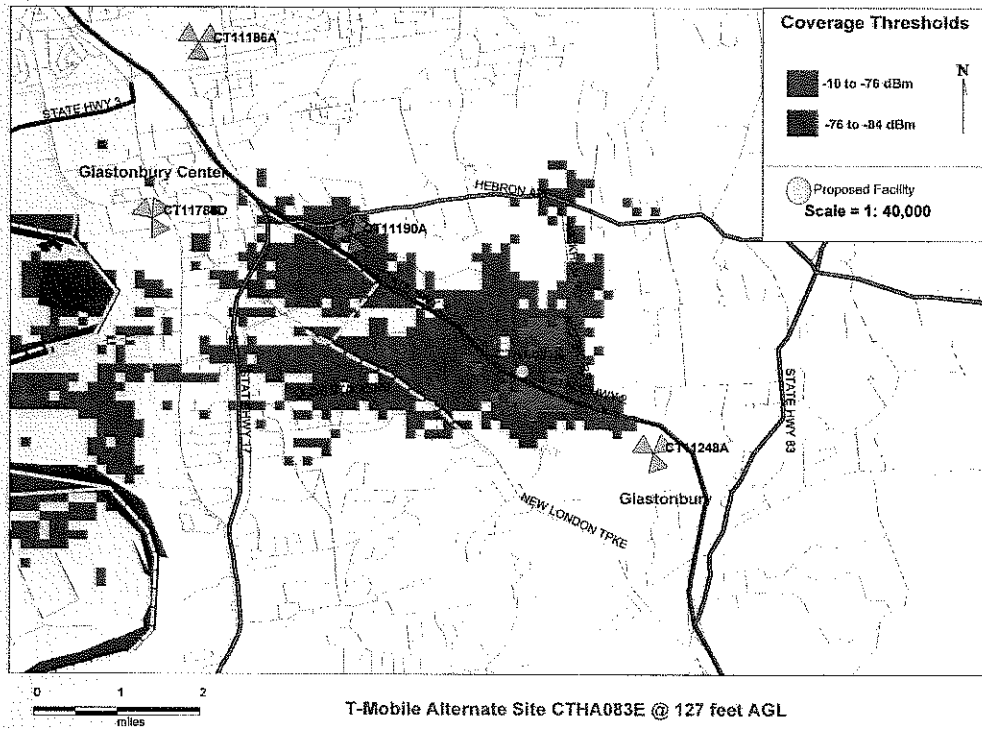 Coverage Thresholds
-10 to -76 dBm
-76 to -84 dBm
N
Proposed Facility
Scale = 1: 40,000
CT11186A
STATE HWY 3
Glastonbury Center
HEBRON A
CT11190A
STATE HWY 17
STATE HWY 83
CT11248A
Glastonbury
NEW LONDON TPKE
0 1 2
miles
T-Mobile Alternate Site CTHA083E @ 127 feet AGL